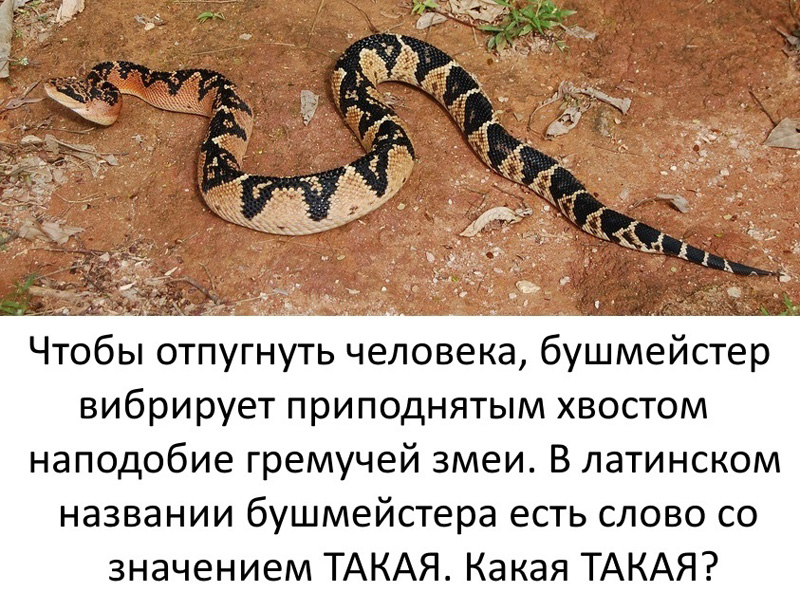 Чтобы отпугнуть человека, бушмейстер
вибрирует приподнятым хвостом
наподобие гремучей змеи. В латинском
названии бушмейстера есть слово со
значением ТАКАЯ. Какая ТАКАЯ?